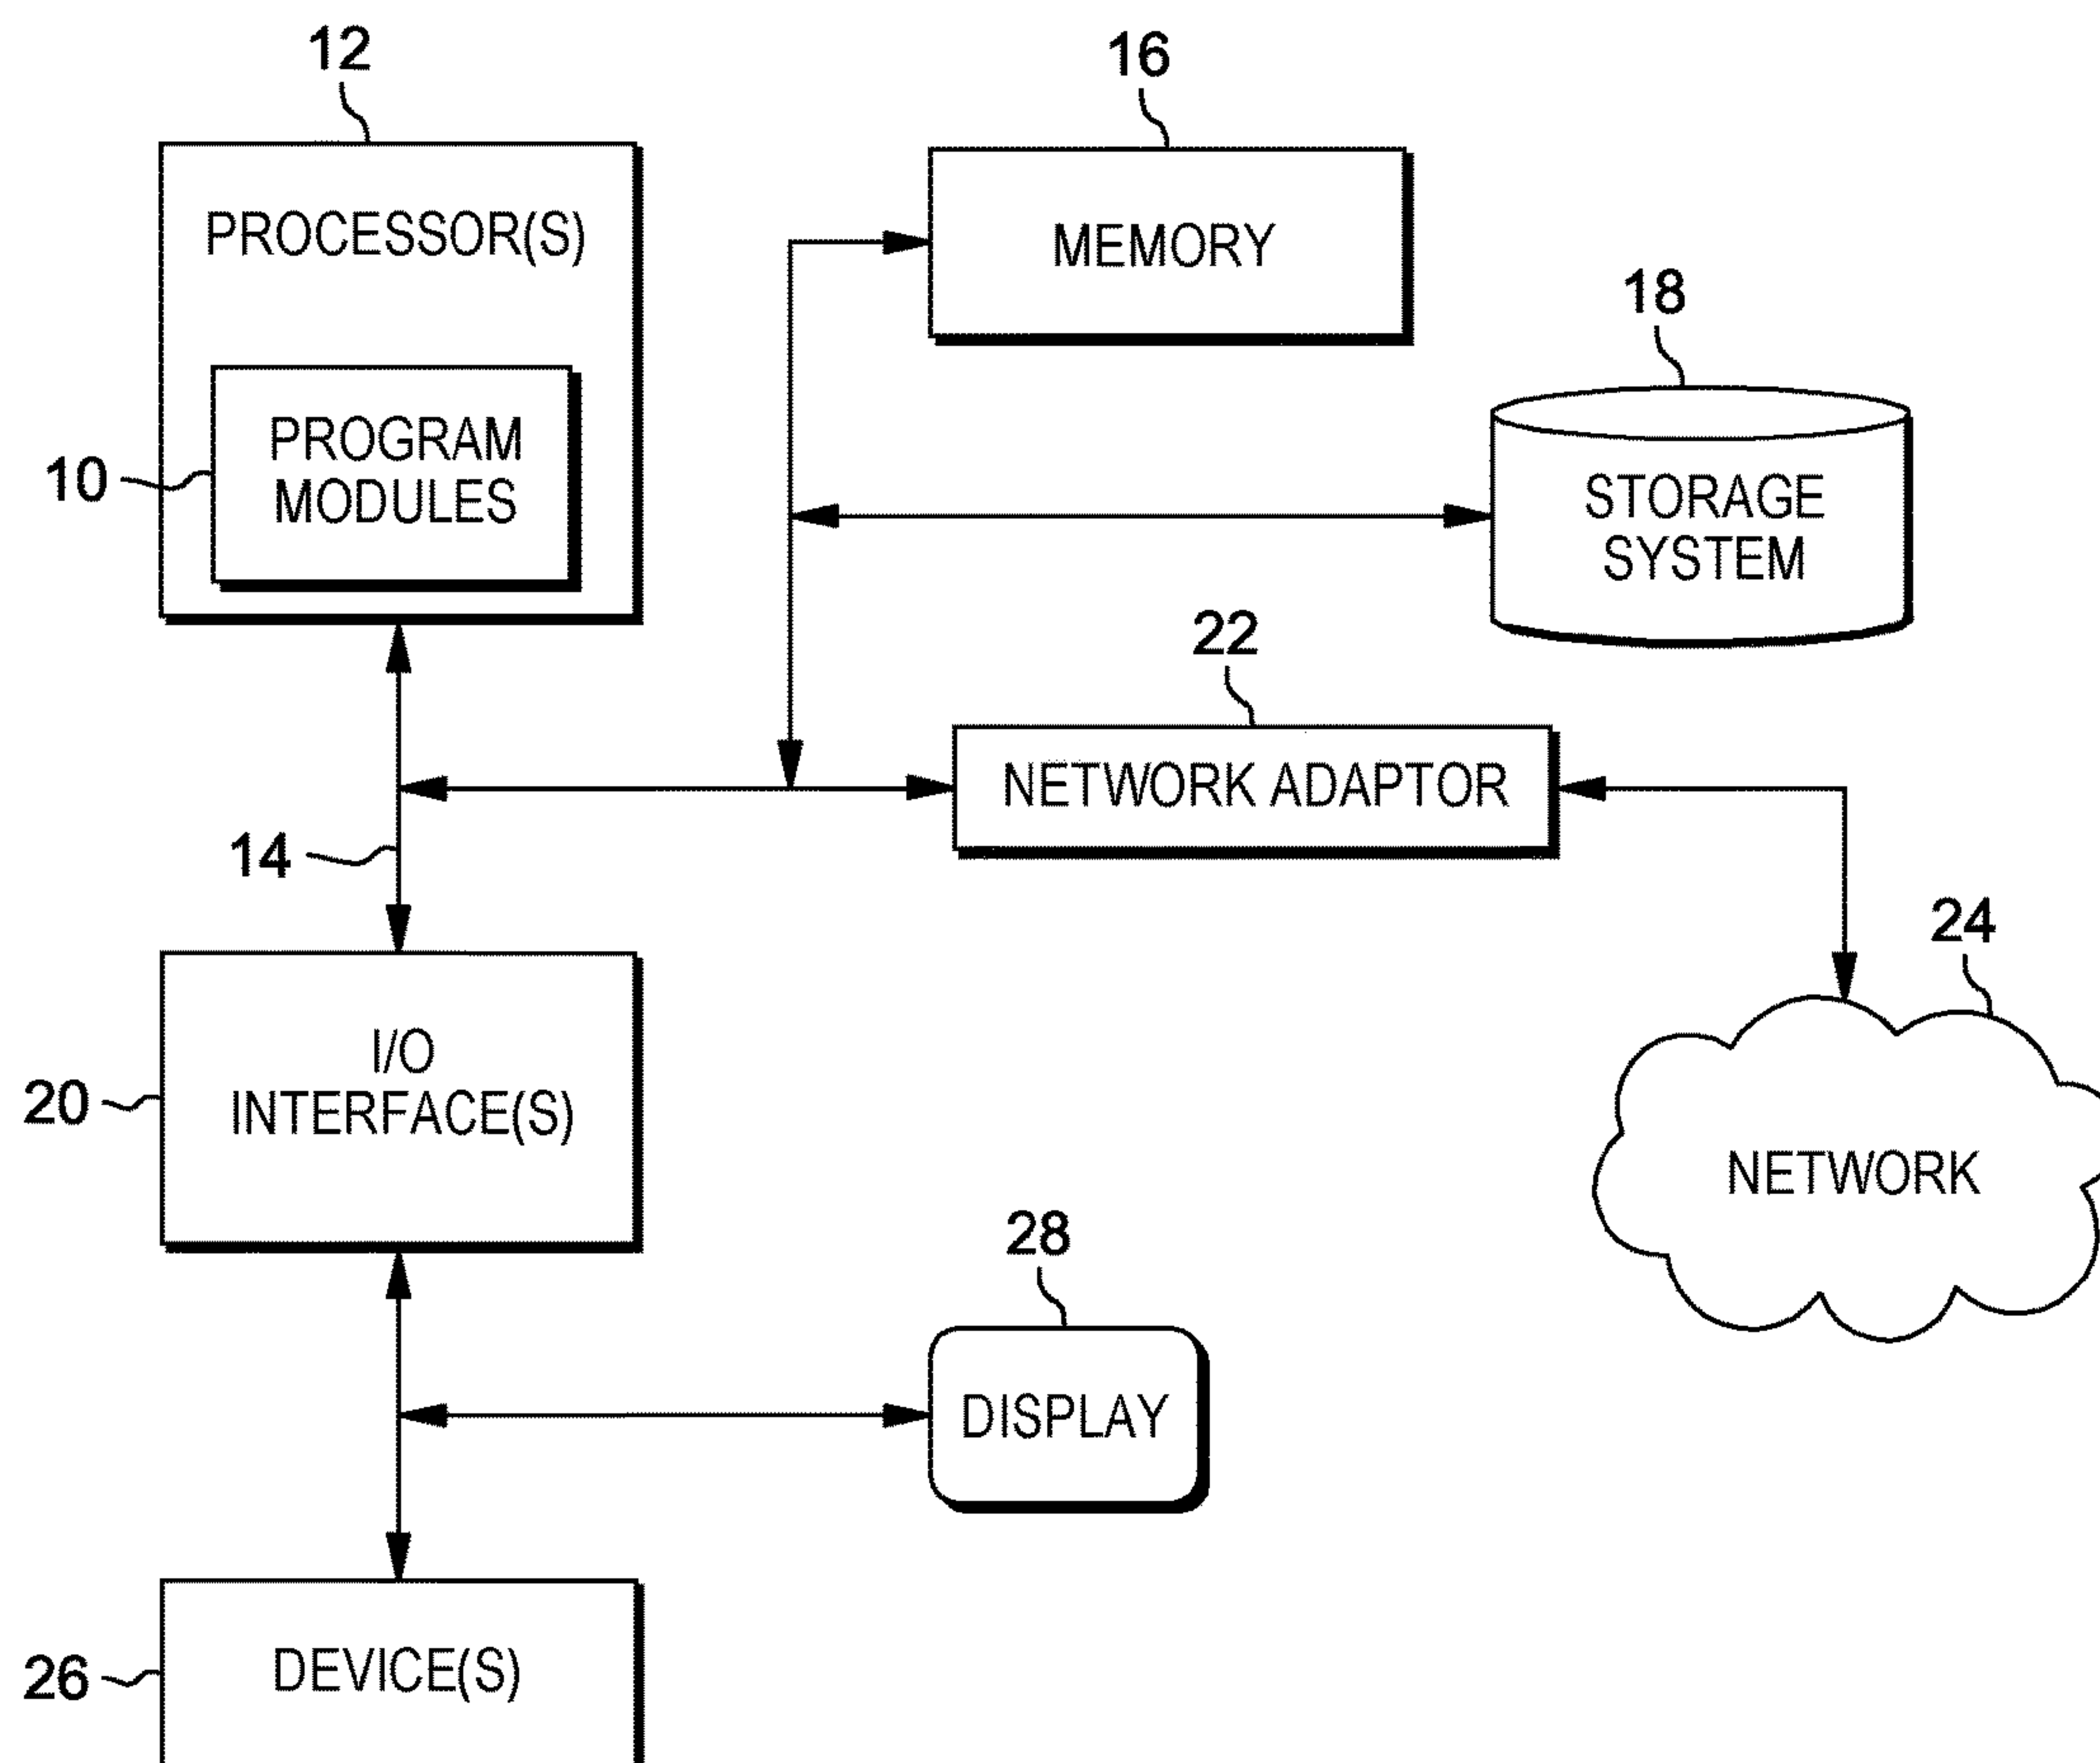 12
PROCESSOR(S)
10
PROGRAM
MODULES
16
MEMORY
18
STORAGE
SYSTEM
22
NETWORK ADAPTOR
14
24
NETWORK
20
I/O
INTERFACE(S)
28
DISPLAY
26
DEVICE(S)